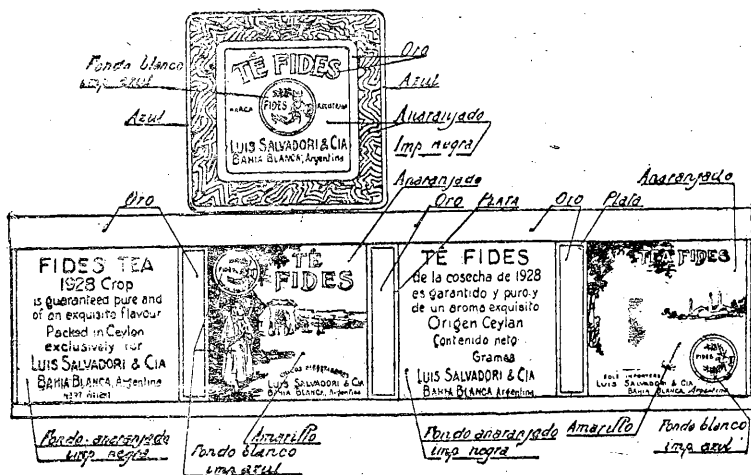 Oro
Fondo blanco
imp azul
TÉ FIDES
Azul
FIDES
MARCA
REGISTRADA
Azul
Anaranjado
Imp negra
LUIS SALVADORI & CIA
BAHIA BLANCA, Argentina
Anaranjado
Anaranjado
Oro
Oro
PLATA
Oro
Plata
FIDES TEA
1928 Crop
is guaranteed pure and
of an exquisite flavour
Packed in Ceylon
exclusively for
LUIS SALVADORI & CIA
BAHIA BLANCA, Argentina
TÉ
FIDES
LUIS SALVADORI & CIA
BAHIA BLANCA, Argentina
TÉ FIDES
de la cosecha de 1928
es garantido y puro y
de un aroma exquisito
Origen Ceylan
Contenido neto
Gramos
LUIS SALVADORI & CIA
BAHIA BLANCA Argentina
TEA FIDES
FIDES
SOLE IMPORTERS
LUIS SALVADORI & CIA
BAHIA BLANCA, Argentina
Fondo anaranjado
imp negra
Fondo blanco
imp azul
Amarillo
Fondo anaranjado
imp negra
Amarillo
Fondo blanco
imp azul